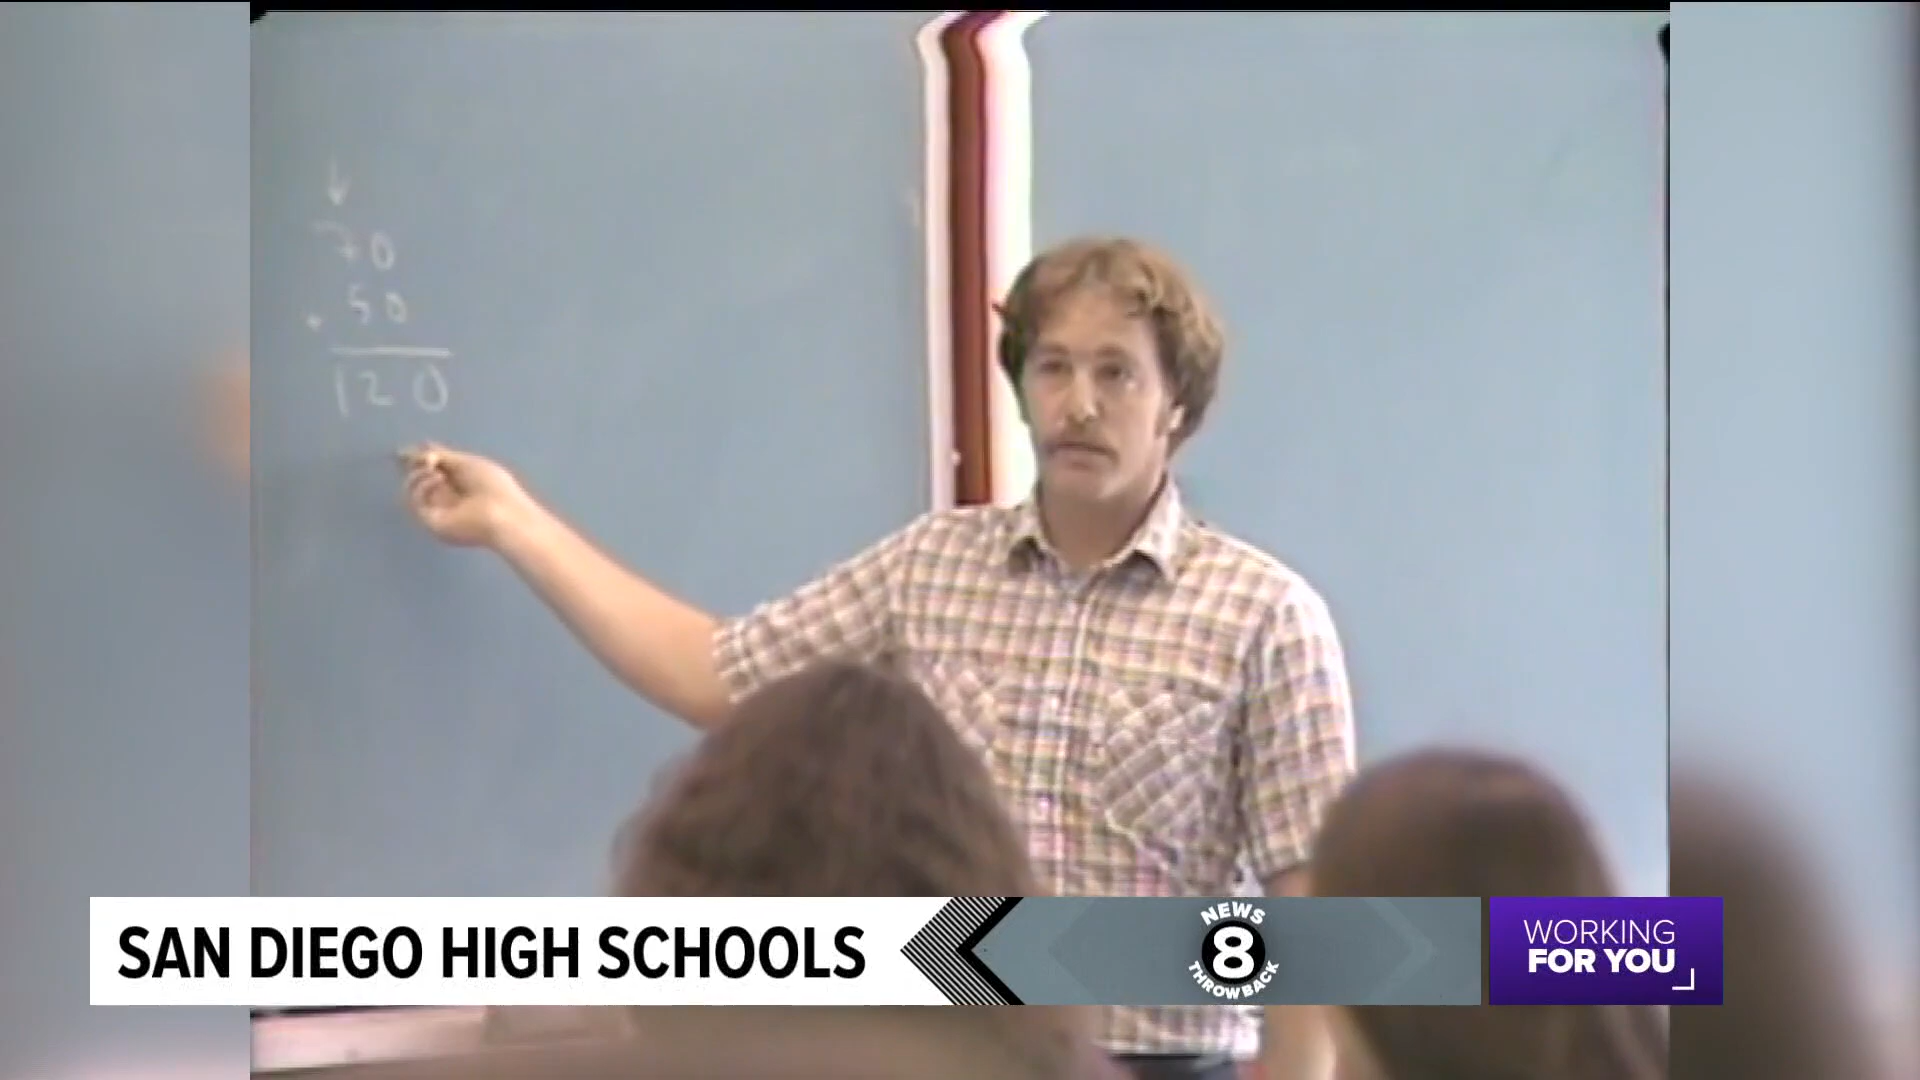 70
+ 50
120
SAN DIEGO HIGH SCHOOLS
NEWS
8
THROWBACK
WORKING
FOR YOU